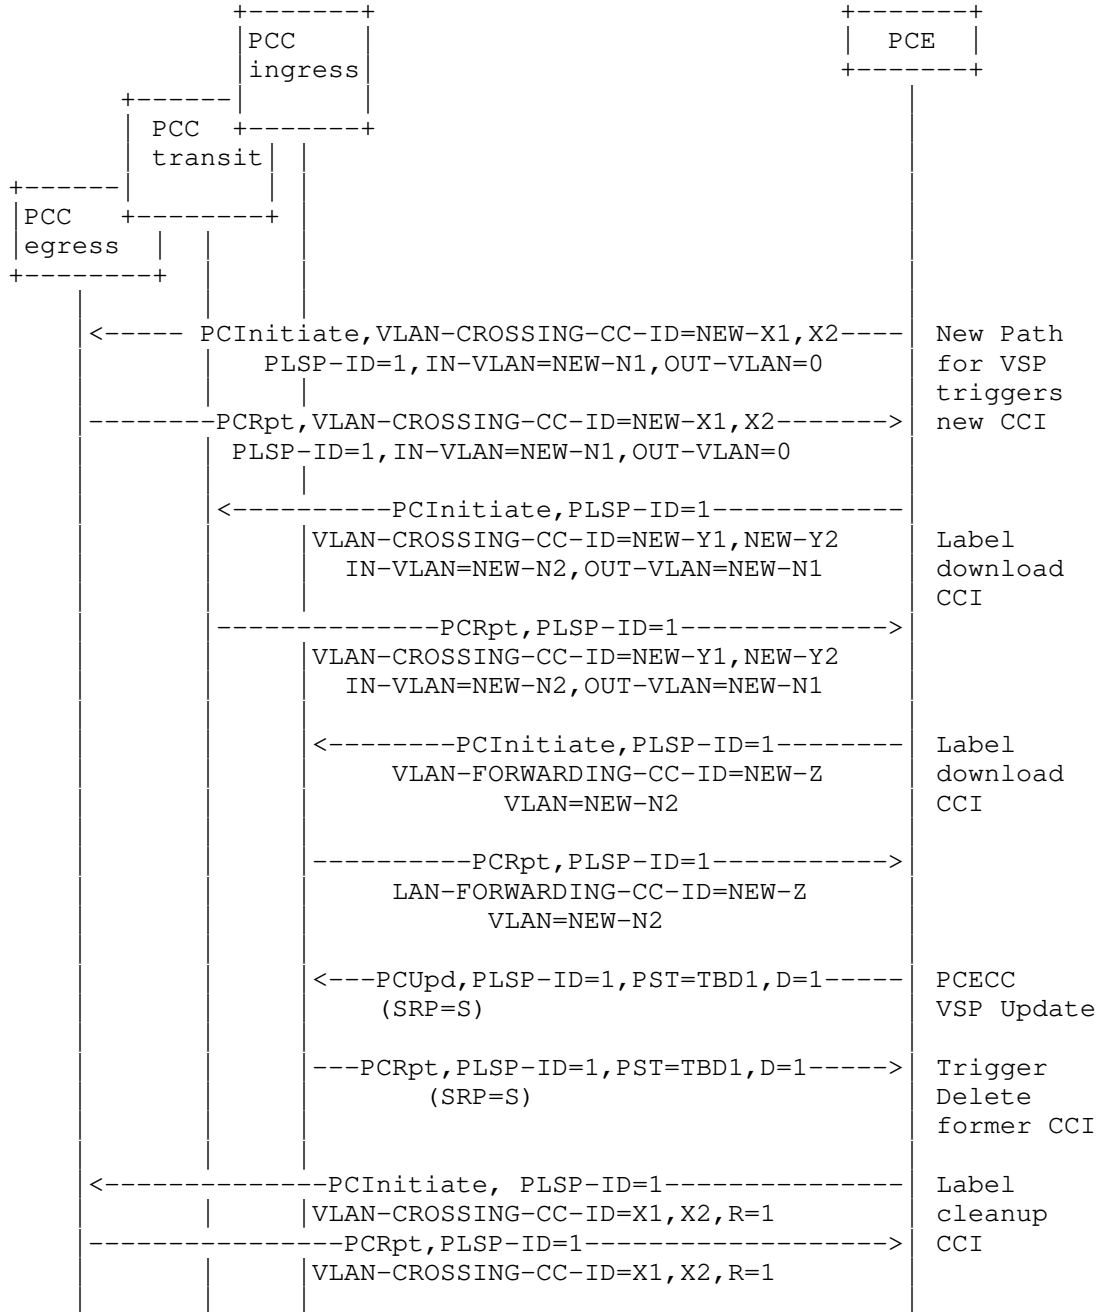 PCC
PCE
ingress
PCC
transit
PCC
egress
<----- PCInitiate,VLAN-CROSSING-CC-ID=NEW-X1,X2---- New Path
PLSP-ID=1,IN-VLAN=NEW-N1,OUT-VLAN=0 for VSP
triggers
--------PCRpt,VLAN-CROSSING-CC-ID=NEW-X1,X2-------> new CCI
PLSP-ID=1,IN-VLAN=NEW-N1,OUT-VLAN=0
<----------PCInitiate,PLSP-ID=1------------
VLAN-CROSSING-CC-ID=NEW-Y1,NEW-Y2 Label
IN-VLAN=NEW-N2,OUT-VLAN=NEW-N1 download
CCI
--------------PCRpt,PLSP-ID=1------------->
VLAN-CROSSING-CC-ID=NEW-Y1,NEW-Y2
IN-VLAN=NEW-N2,OUT-VLAN=NEW-N1
<--------PCInitiate,PLSP-ID=1-------- Label
VLAN-FORWARDING-CC-ID=NEW-Z download
VLAN=NEW-N2 CCI
----------PCRpt,PLSP-ID=1----------->
LAN-FORWARDING-CC-ID=NEW-Z
VLAN=NEW-N2
<---PCUpd,PLSP-ID=1,PST=TBD1,D=1----- PCECC
(SRP=S) VSP Update
---PCRpt,PLSP-ID=1,PST=TBD1,D=1-----> Trigger
(SRP=S) Delete
former CCI
<--------------PCInitiate, PLSP-ID=1--------------- Label
VLAN-CROSSING-CC-ID=X1,X2,R=1 cleanup
----------------PCRpt,PLSP-ID=1-------------------> CCI
VLAN-CROSSING-CC-ID=X1,X2,R=1